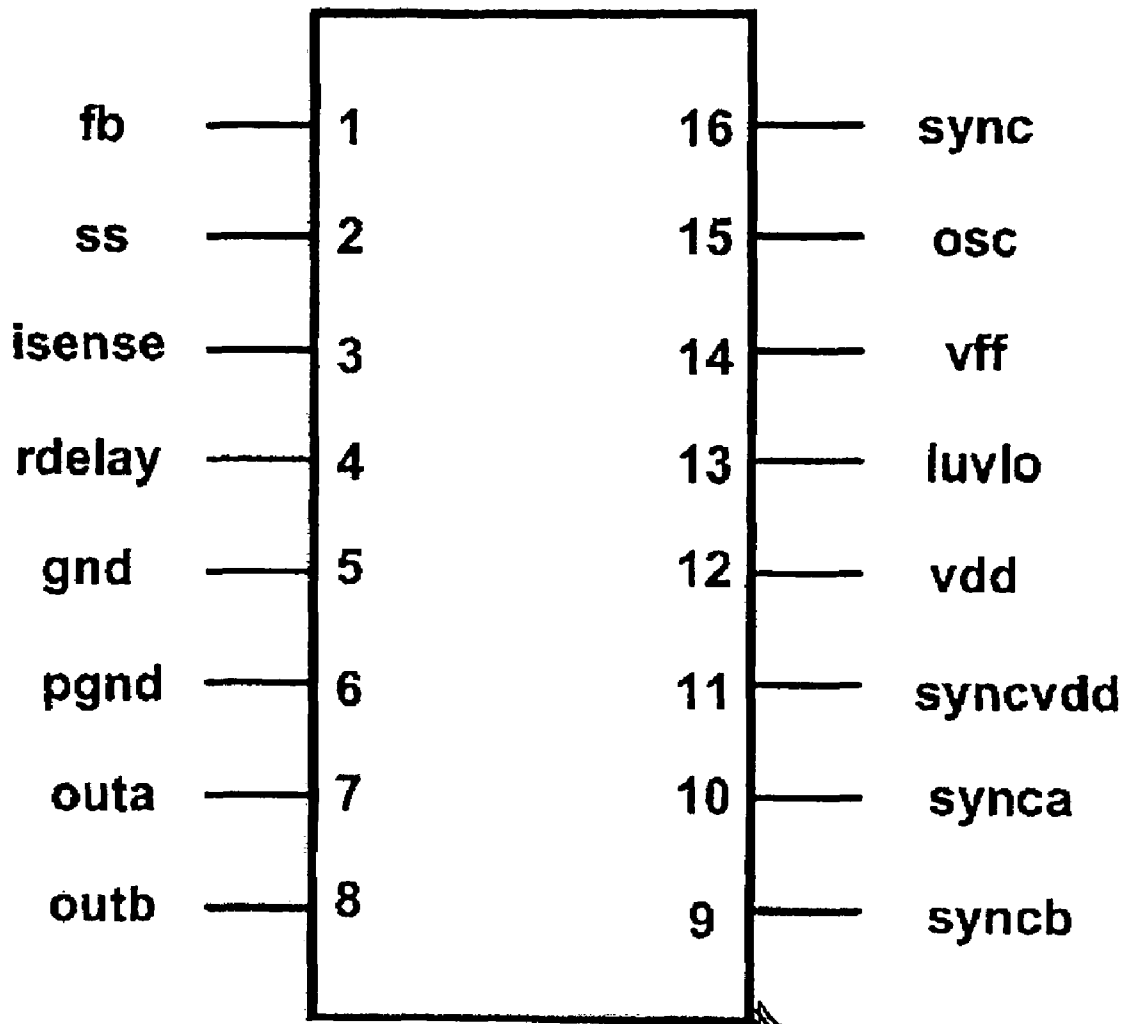 fb 1 16 sync
ss 2 15 osc
isense 3 14 vff
rdelay 4 13 luvlo
gnd 5 12 vdd
pgnd 6 11 syncvdd
outa 7 10 synca
outb 8 9 syncb